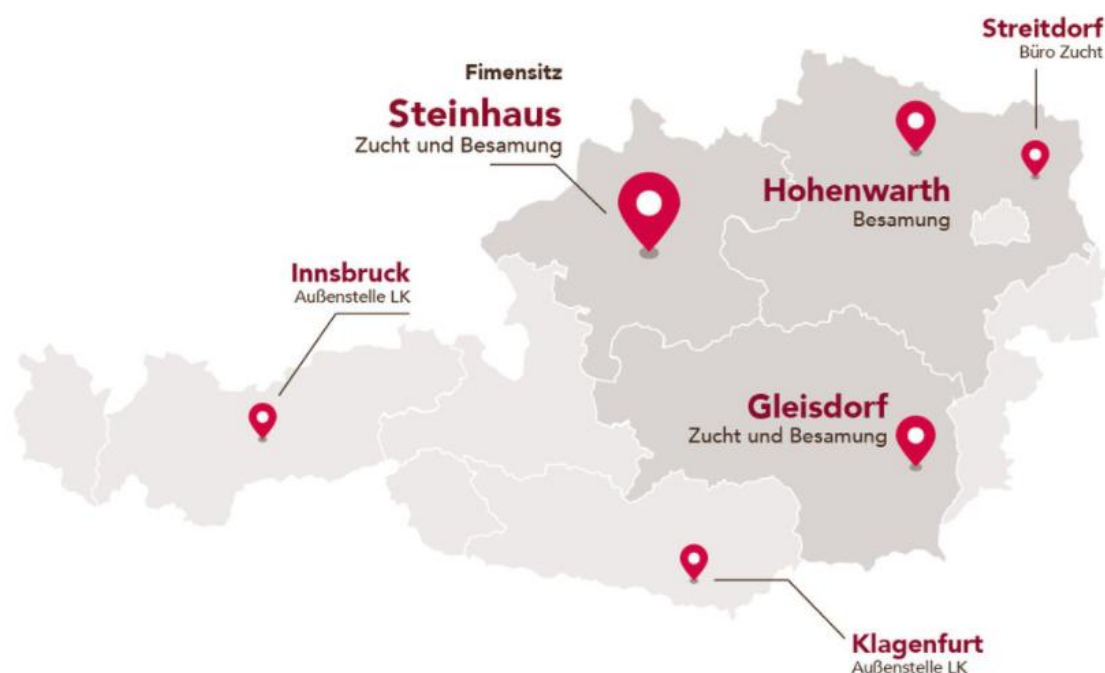 Streitdorf
Büro Zucht
Fimensitz
Steinhaus
Zucht und Besamung
Hohenwarth
Besamung
Innsbruck
Außenstelle LK
Gleisdorf
Zucht und Besamung
Klagenfurt
Außenstelle LK